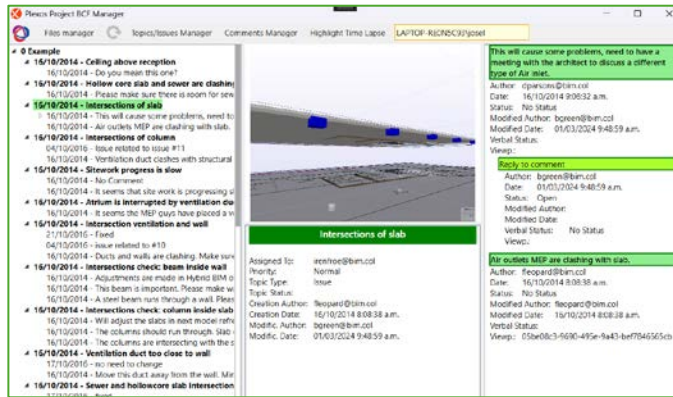 Plexos Project BCF Manager
Files manager
Topics/Issues Manager
Comments Manager
Highlight Time Lapse
0 Example
16/10/2014 - Ceiling above reception
16/10/2014 - Do you mean this one?
16/10/2014 - Hollow core slab and sewer are clashing
16/10/2014 - Please make sure there is room for sew
16/10/2014 - Intersections of slab
16/10/2014 - This will cause some problems, need to
16/10/2014 - Air outlets MEP are clashing with slab.
16/10/2014 - Intersections of column
04/10/2016 - Issue related to issue #11
16/10/2014 - Ventilation duct clashes with structural
16/10/2014 - Sitework progress is slow
16/10/2014 - No Comment
16/10/2014 - It seems that site work is progressing s
16/10/2014 - Atrium is interrupted by ventilation du
16/10/2014 - It seems the MEP guys have placed a v
16/10/2014 - Intersection ventilation and wall
21/10/2016 - Fixed
04/10/2016 - issue related to #10
16/10/2014 - Ducts and walls are clashing. Make sure
16/10/2014 - Intersections check: beam inside wall
16/10/2014 - Adjustments are made in Hybrid BIM
16/10/2014 - This beam is important. Please make
16/10/2014 - A steel beam runs through a wall. Pleas
16/10/2014 - Intersections check: column inside slab
16/10/2014 - Will adjust the slabs in next model refre
16/10/2014 - The columns should run through. Slab
16/10/2014 - The columns are intersecting with the s
16/10/2014 - Ventilation duct too close to wall
17/10/2016 - no need to change
16/10/2014 - Move this duct away from the wall.
16/10/2014 - Sewer and hollowcore slab intersection
Intersections of slab
Assigned To: irenfroe@bim.col
Priority: Normal
Topic Type: Issue
Topic Status:
Creation Author: fleopard@bim.col
Creation Date: 16/10/2014 8:08:38 a.m.
Modific. Author: bgreen@bim.col
Modific. Date: 01/03/2024 9:48:59 a.m.
This will cause some problems, need to have a
meeting with the architect to discuss a different
type of Air inlet.
Author: dparsons@bim.col
Date: 16/10/2014 9:06:32 a.m.
Status: No Status
Modified Author: bgreen@bim.col
Modified Date: 01/03/2024 9:48:59 a.m.
Verbal Status:
Viewp.:
Reply to comment
Author: bgreen@bim.col
Date: 01/03/2024 9:48:59 a.m.
Status: Open
Modified Author:
Modified Date:
Verbal Status: No Status
Viewp.:
Air outlets MEP are clashing with slab.
Author: fleopard@bim.col
Date: 16/10/2014 8:08:38 a.m.
Status: No Status
Modified Author: fleopard@bim.col
Modified Date: 16/10/2014 8:08:38 a.m.
Verbal Status: